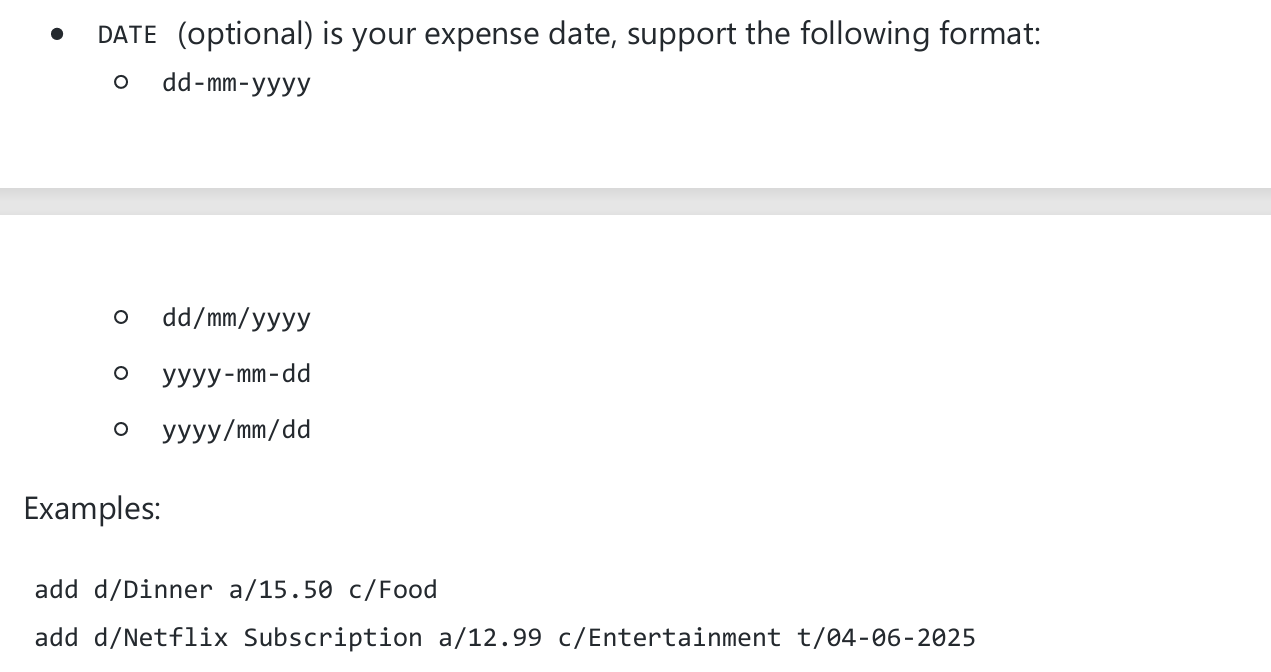 DATE (optional) is your expense date, support the following format:
dd-mm-yyyy
dd/mm/yyyy
yyyy-mm-dd
yyyy/mm/dd
Examples:
add d/Dinner a/15.50 c/Food
add d/Netflix Subscription a/12.99 c/Entertainment t/04-06-2025